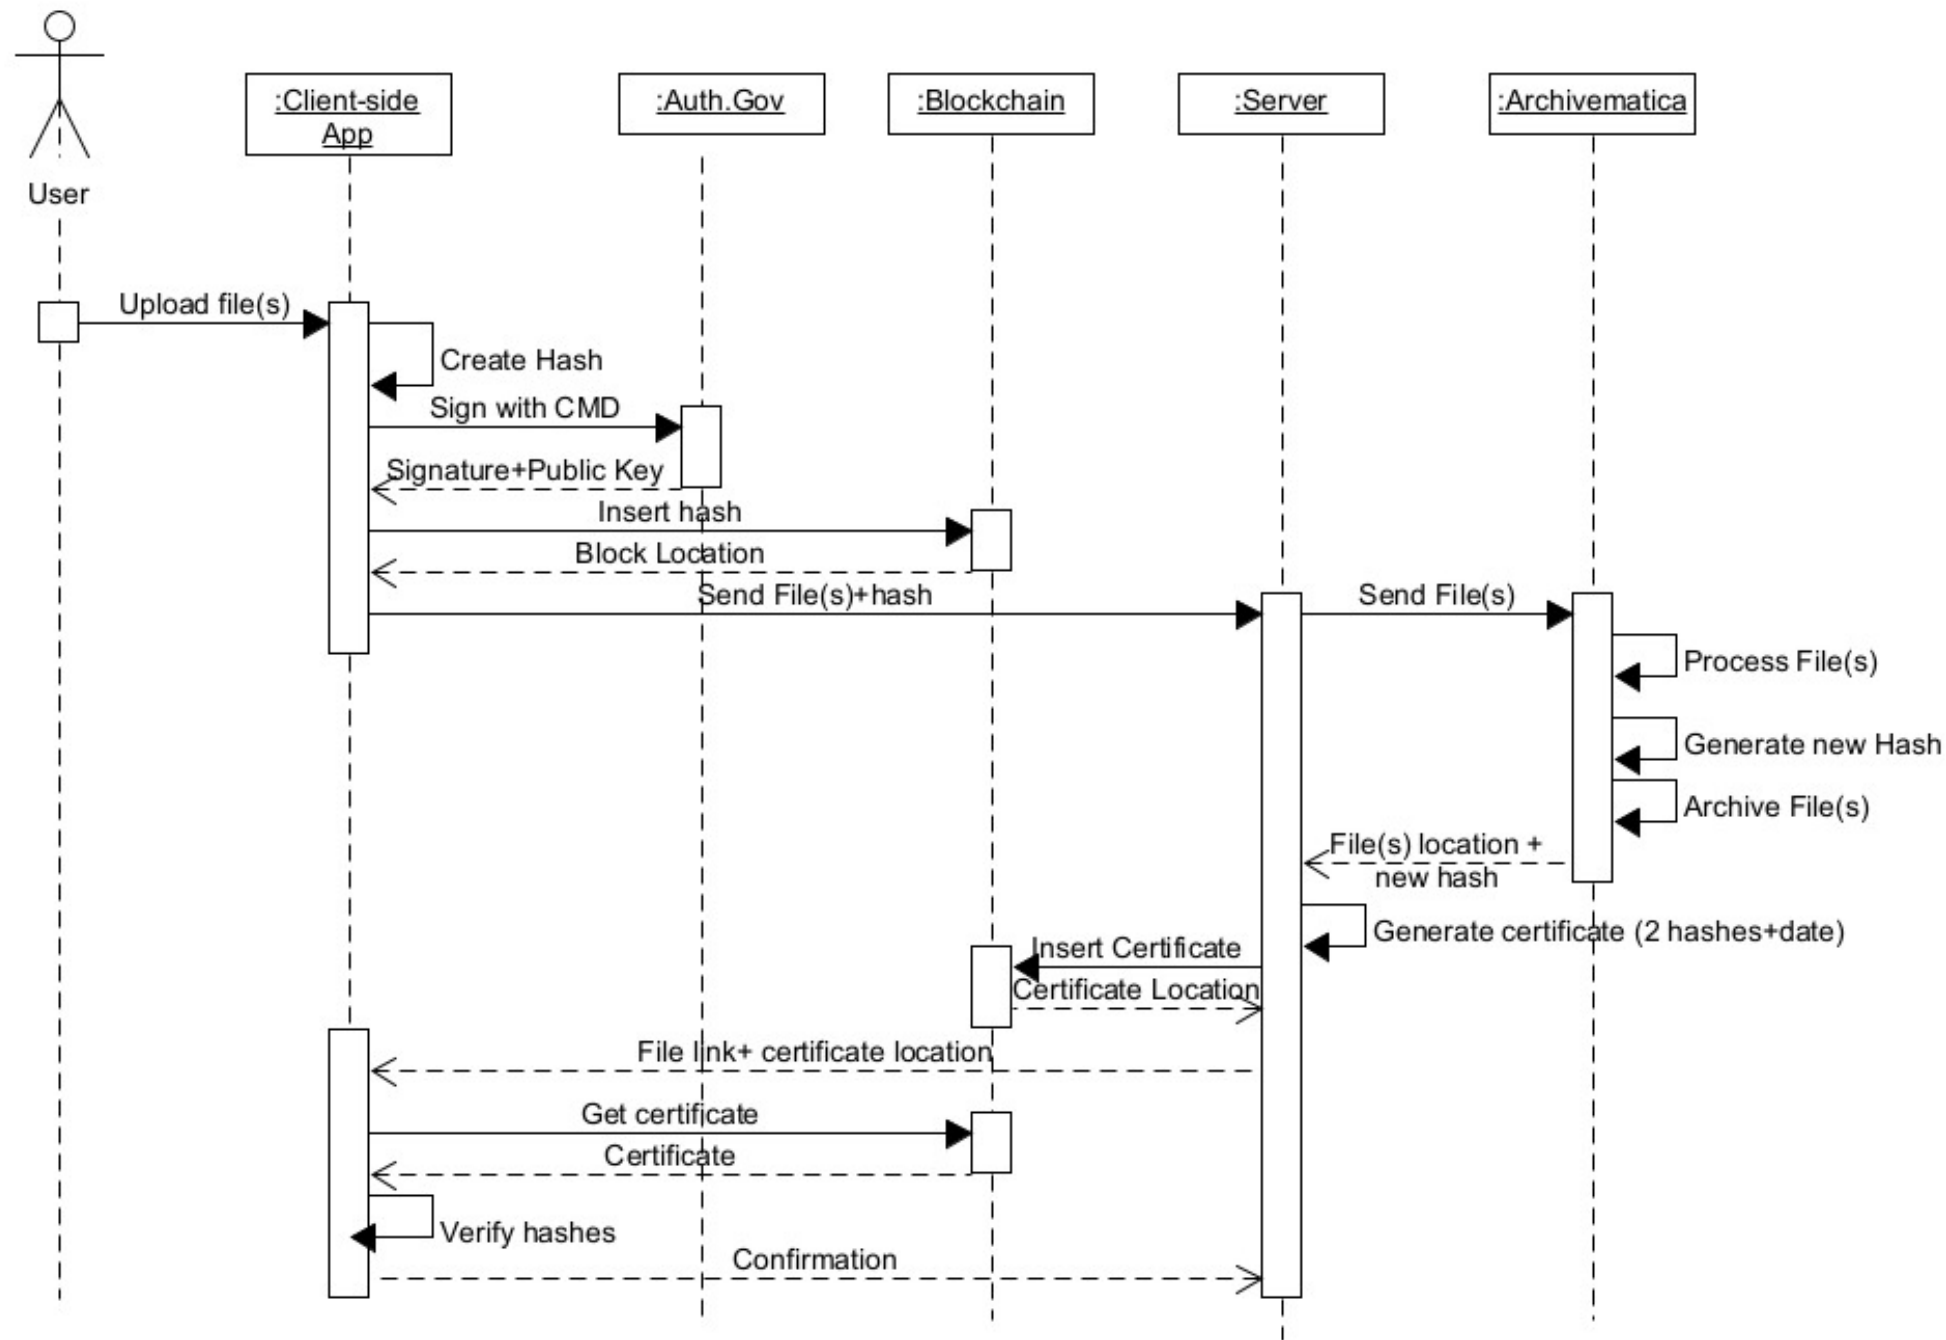 :Client-side
App
:Auth.Gov
:Blockchain
:Server
:Archivematica
User
Upload file(s)
Create Hash
Sign with CMD
Signature+Public Key
Insert hash
Block Location
Send File(s)+hash
Send File(s)
Process File(s)
Generate new Hash
Archive File(s)
File(s) location +
new hash
Generate certificate (2 hashes+date)
Insert Certificate
Certificate Location
File link+ certificate location
Get certificate
Certificate
Verify hashes
Confirmation